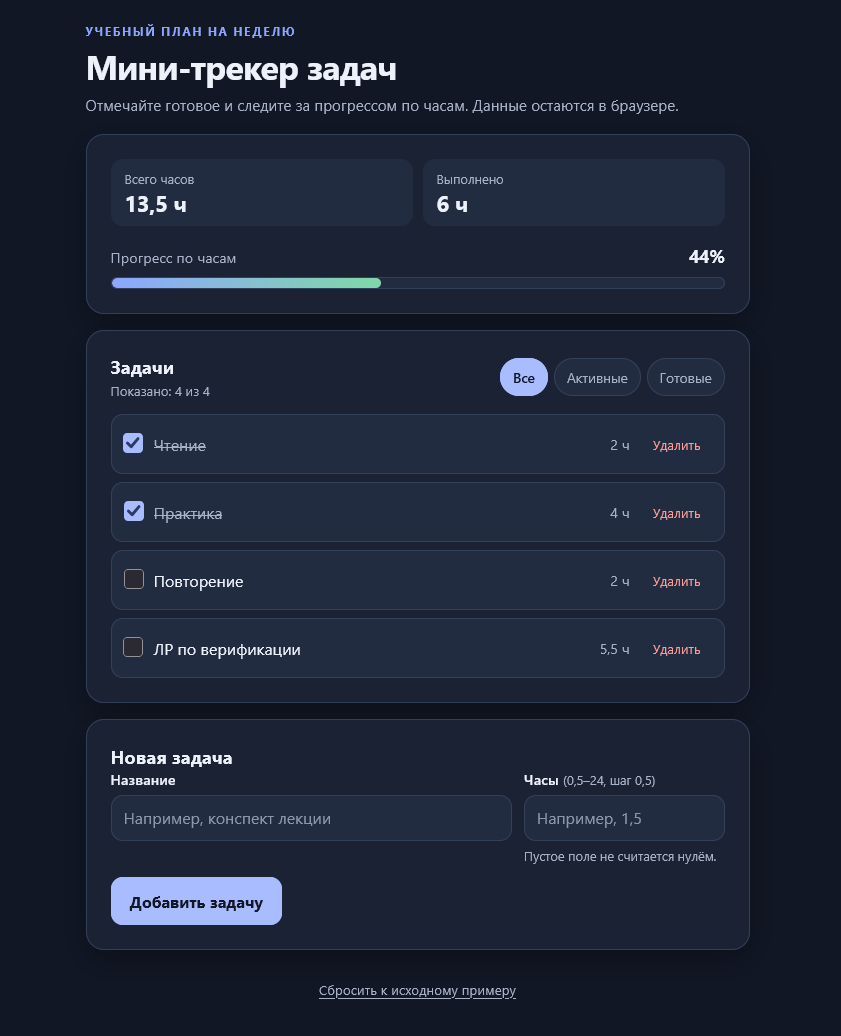 УЧЕБНЫЙ ПЛАН НА НЕДЕЛЮ
Мини-трекер задач
Отмечайте готовое и следите за прогрессом по часам. Данные остаются в браузере.
Всего часов
13,5 ч
Выполнено
6 ч
Прогресс по часам
44%
Задачи
Показано: 4 из 4
Все
Активные
Готовые
Чтение
2 ч
Удалить
Практика
4 ч
Удалить
Повторение
2 ч
Удалить
ЛР по верификации
5,5 ч
Удалить
Новая задача
Название
Например, конспект лекции
Часы (0,5–24, шаг 0,5)
Например, 1,5
Пустое поле не считается нулём.
Добавить задачу
Сбросить к исходному примеру